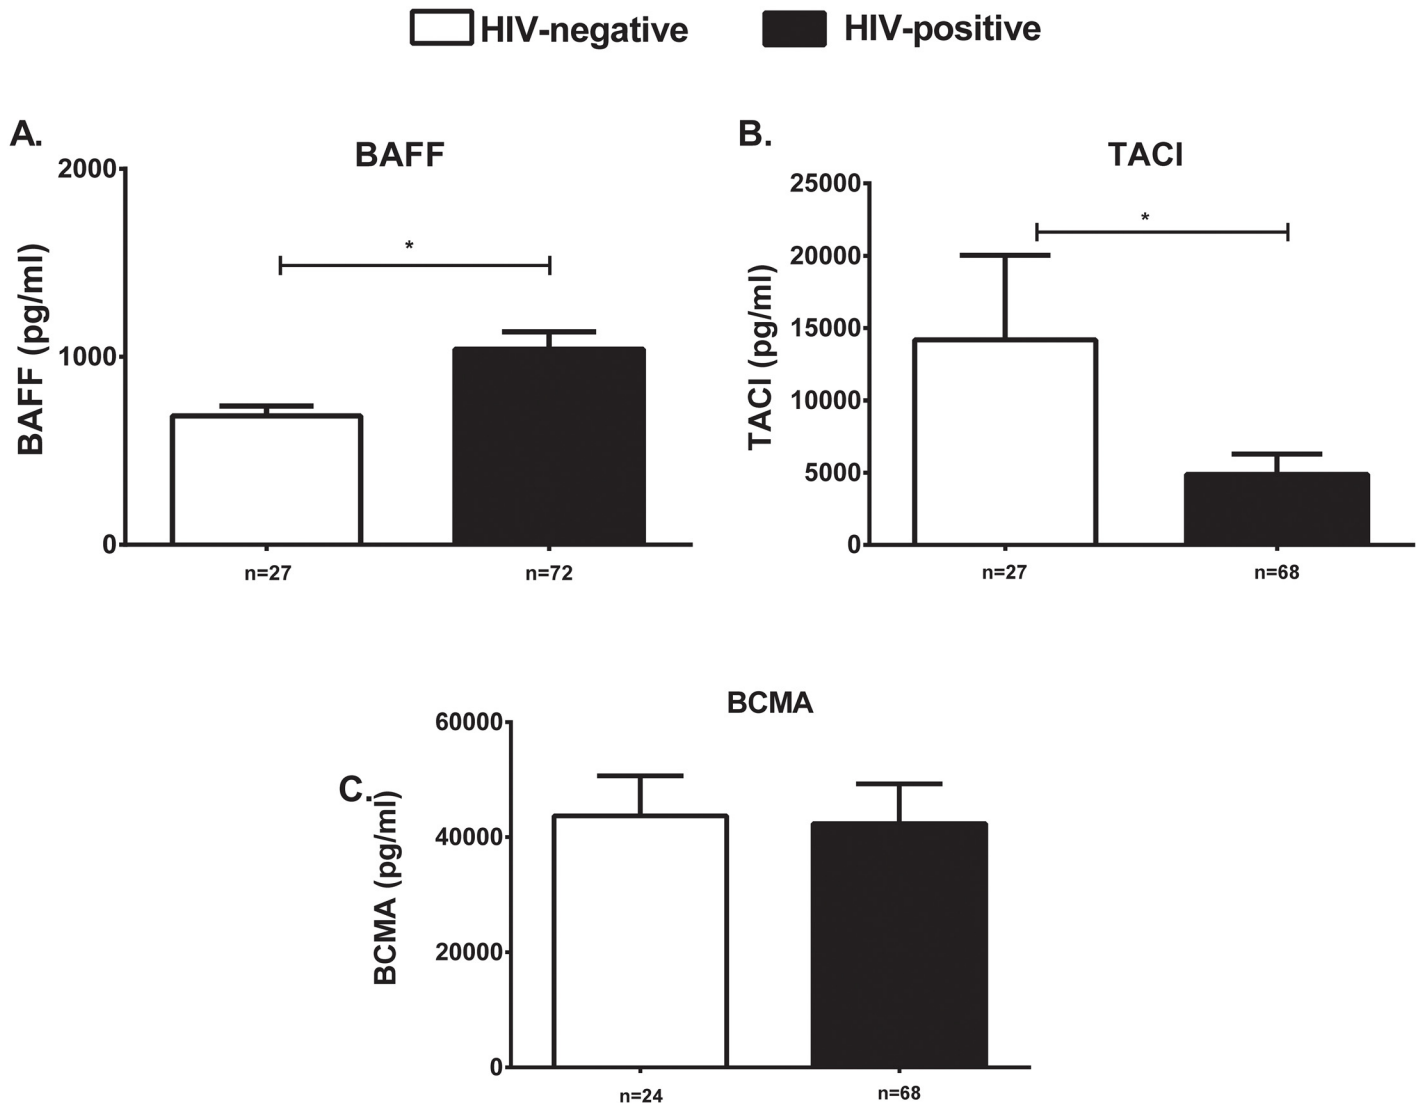 HIV-negative HIV-positive
A.
BAFF
BAFF (pg/ml)
2000
1000
0
*
n=27 n=72
B.
TACI
TACI (pg/ml)
25000
20000
15000
10000
5000
0
*
n=27 n=68
C.
BCMA
BCMA (pg/ml)
60000
40000
20000
0
n=24 n=68